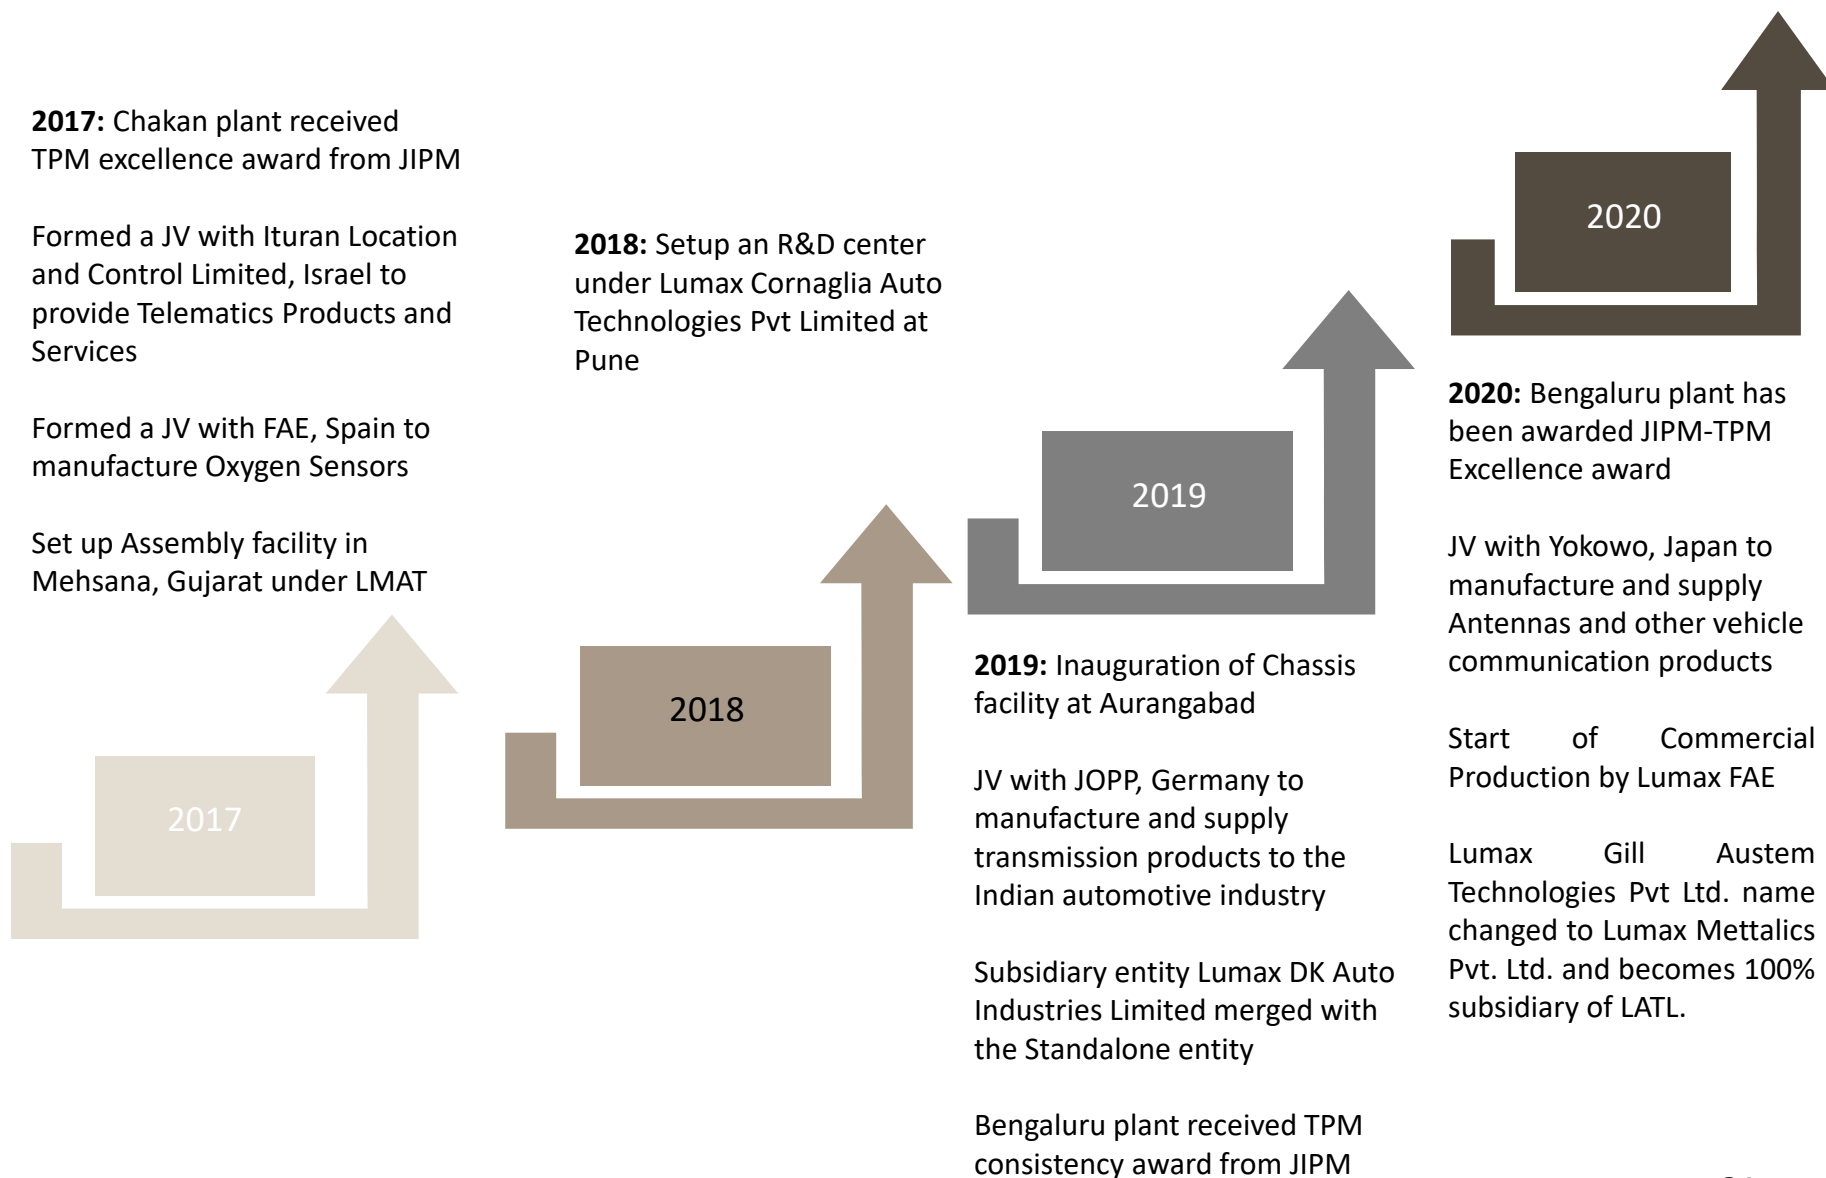 2017: Chakan plant received
TPM excellence award from JIPM
Formed a JV with Ituran Location
and Control Limited, Israel to
provide Telematics Products and
Services
Formed a JV with FAE, Spain to
manufacture Oxygen Sensors
Set up Assembly facility in
Mehsana, Gujarat under LMAT
2017
2018: Setup an R&D center
under Lumax Cornaglia Auto
Technologies Pvt Limited at
Pune
2018
2019
2019: Inauguration of Chassis
facility at Aurangabad
JV with JOPP, Germany to
manufacture and supply
transmission products to the
Indian automotive industry
Subsidiary entity Lumax DK Auto
Industries Limited merged with
the Standalone entity
Bengaluru plant received TPM
consistency award from JIPM
2020
2020: Bengaluru plant has
been awarded JIPM-TPM
Excellence award
JV with Yokowo, Japan to
manufacture and supply
Antennas and other vehicle
communication products
Start of Commercial
Production by Lumax FAE
Lumax Gill Austem
Technologies Pvt Ltd. name
changed to Lumax Mettalics
Pvt. Ltd. and becomes 100%
subsidiary of LATL.